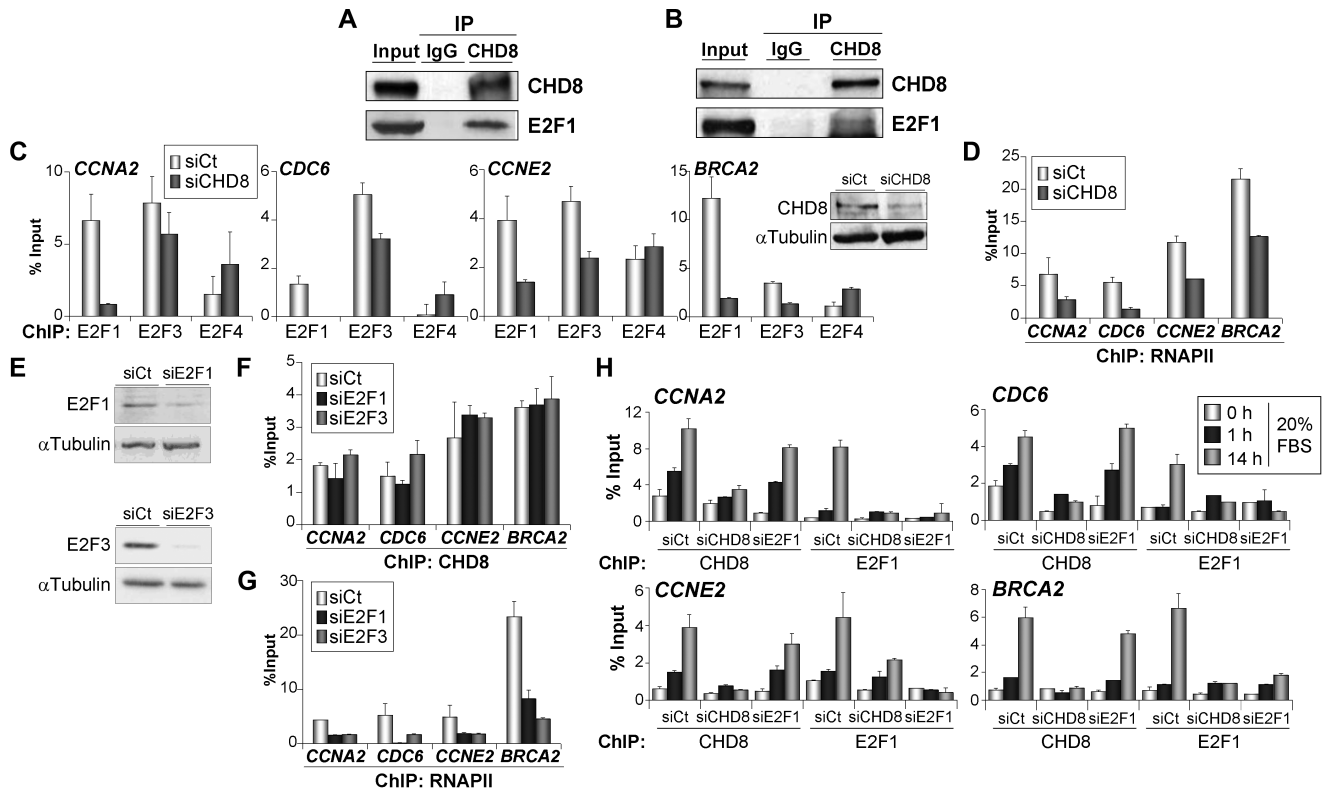 A
IP
Input IgG CHD8
CHD8
E2F1
B
IP
Input IgG CHD8
CHD8
E2F1
C
CCNA2
siCt
siCHD8
CDC6
CCNE2
BRCA2
% Input
10
5
0
6
4
2
0
6
4
2
0
15
10
5
0
siCt siCHD8
CHD8
αTubulin
ChIP: E2F1 E2F3 E2F4 E2F1 E2F3 E2F4 E2F1 E2F3 E2F4 E2F1 E2F3 E2F4
D
siCt
siCHD8
%Input
25
20
15
10
5
0
CCNA2 CDC6 CCNE2 BRCA2
ChIP: RNAPII
E
siCt siE2F1
E2F1
αTubulin
siCt siE2F3
E2F3
αTubulin
F
siCt
siE2F1
siE2F3
%Input
5
4
3
2
1
0
CCNA2 CDC6 CCNE2 BRCA2
ChIP: CHD8
G
siCt
siE2F1
siE2F3
%Input
30
20
10
0
CCNA2 CDC6 CCNE2 BRCA2
ChIP: RNAPII
H
CCNA2
% Input
12
8
4
0
siCt siCHD8 siE2F1 siCt siCHD8 siE2F1
ChIP: CHD8 E2F1
CDC6
6
4
2
0
siCt siCHD8 siE2F1 siCt siCHD8 siE2F1
CHD8 E2F1
0 h
1 h
14 h
20%
FBS
CCNE2
% Input
6
4
2
0
siCt siCHD8 siE2F1 siCt siCHD8 siE2F1
ChIP: CHD8 E2F1
BRCA2
8
6
4
2
0
siCt siCHD8 siE2F1 siCt siCHD8 siE2F1
CHD8 E2F1